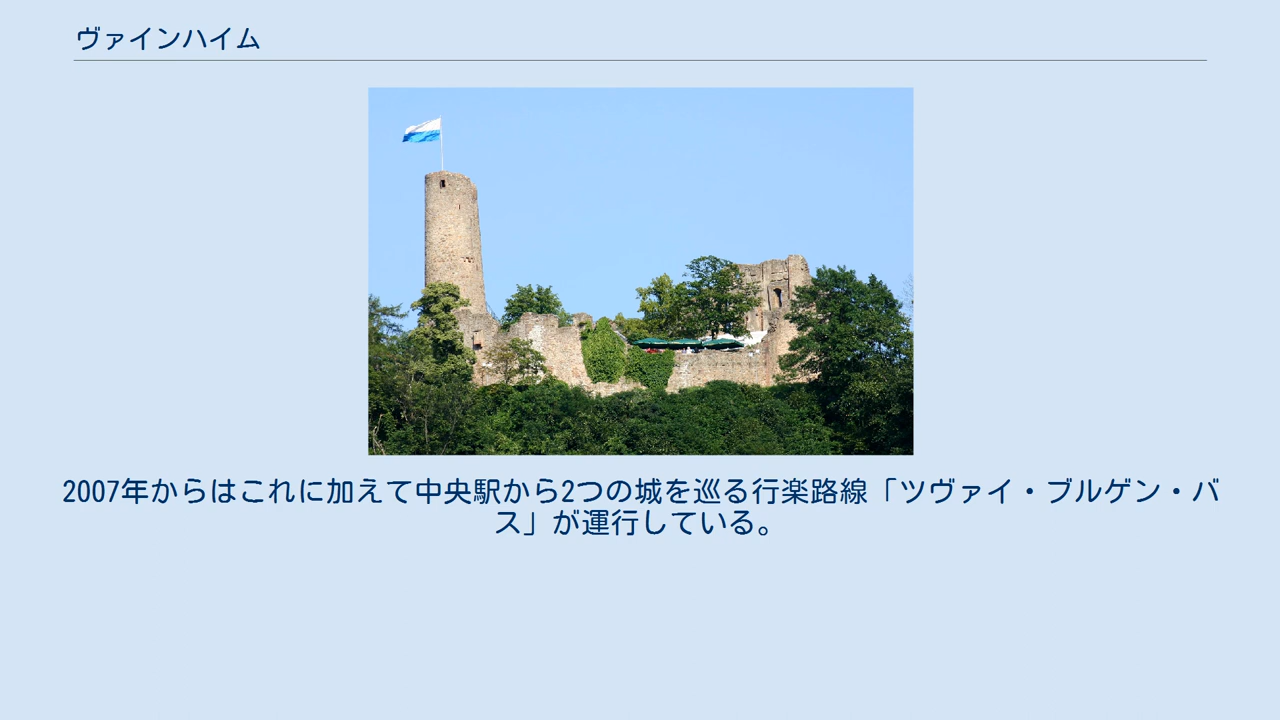 ヴァインハイム
2007年からはこれに加えて中央駅から2つの城を巡る行楽路線「ツヴァイ・ブルゲン・バ
ス」が運行している。